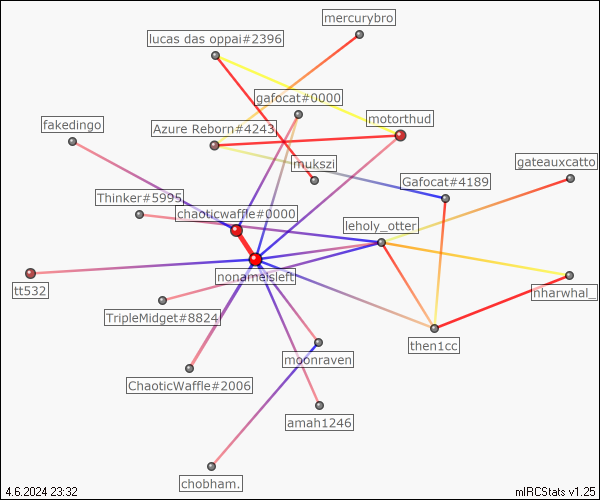 mercurybro
lucas das oppai#2396
gafocat#0000
motorthud
fakedingo
Azure Reborn#4243
mukszi
gateauxcatto
Gafocat#4189
Thinker#5995
chaoticwaffle#0000
leholy_otter
nonameisleft
tt532
nharwhal_
TripleMidget#8824
then1cc
moonraven
ChaoticWaffle#2006
amah1246
chobham.
4.6.2024 23:32
mIRCStats v1.25